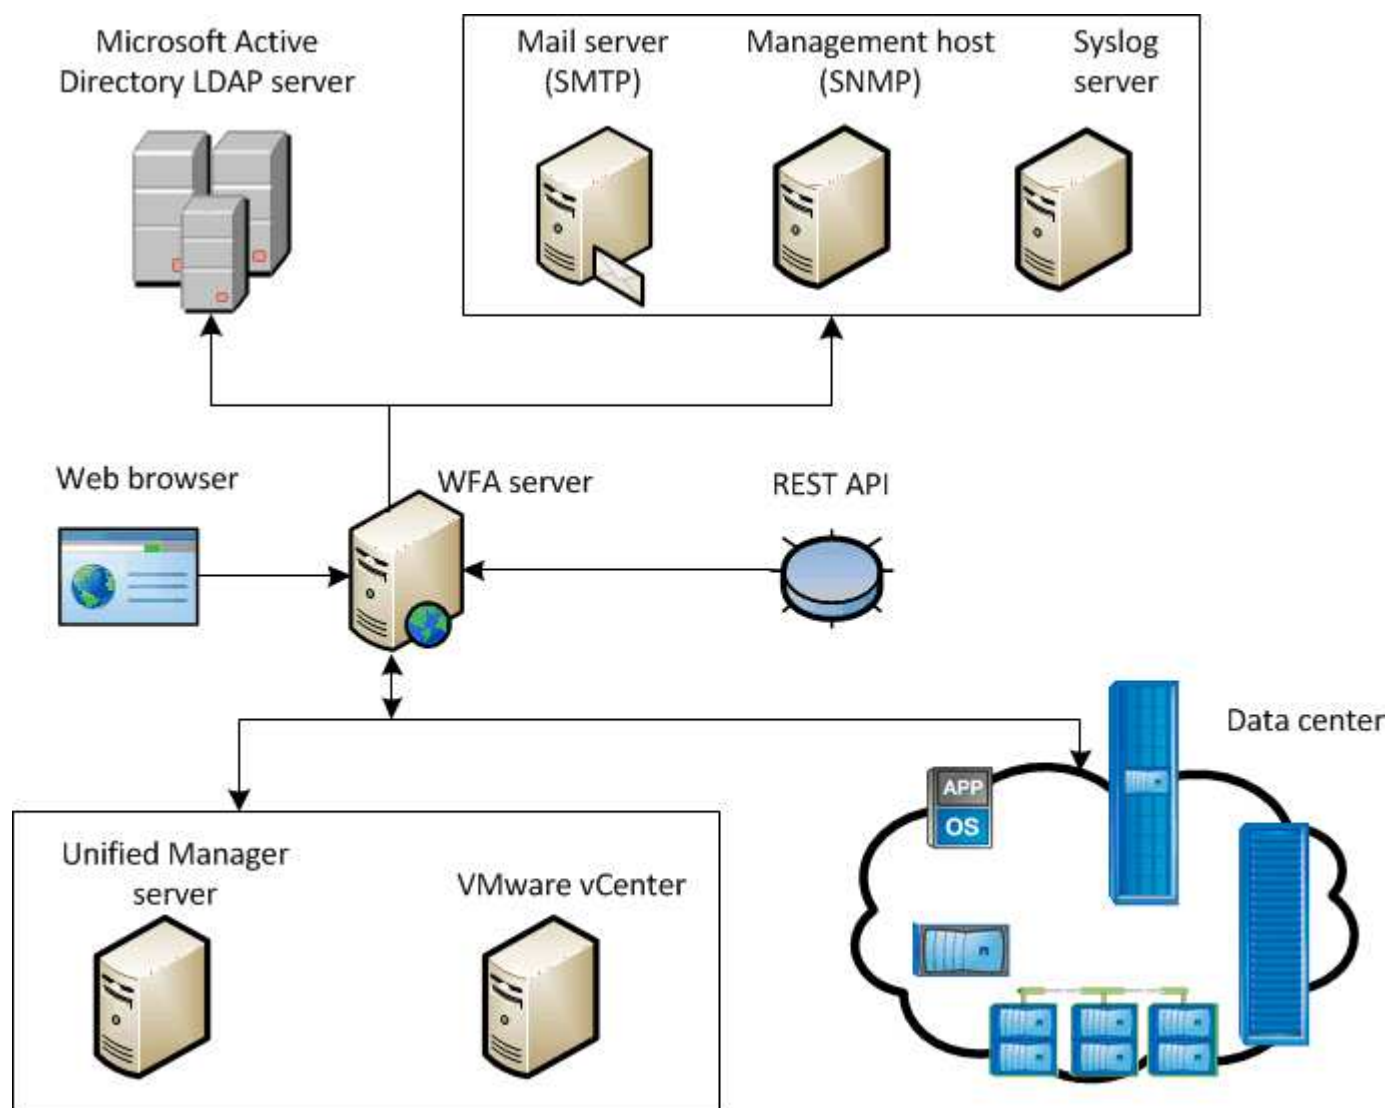 Microsoft Active
Directory LDAP server
Mail server
(SMTP)
Management host
(SNMP)
Syslog
server
Web browser
WFA server
REST API
Data center
APP
OS
Unified Manager
server
VMware vCenter